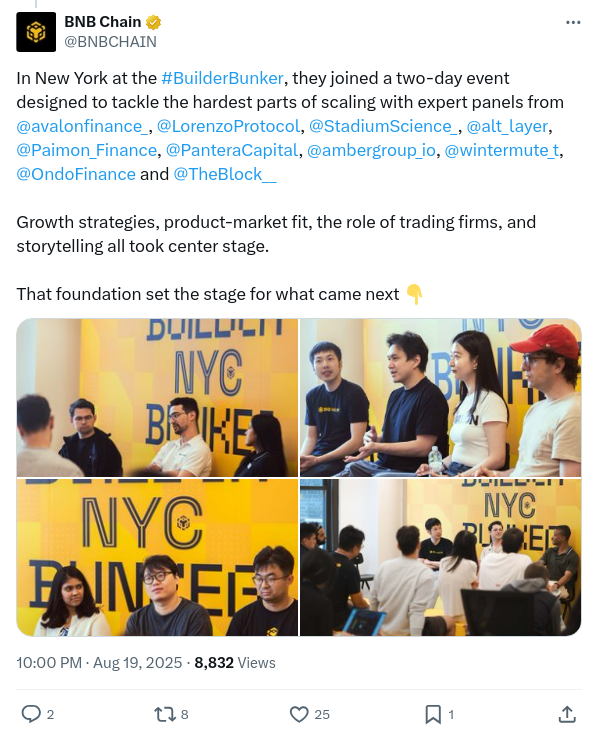 BNB Chain
@BNBCHAIN
In New York at the #BuilderBunker, they joined a two-day event
designed to tackle the hardest parts of scaling with expert panels from
@avalonfinance_, @LorenzoProtocol, @StadiumScience_, @alt_layer,
@Paimon_Finance, @PanteraCapital, @ambergroup_io, @wintermute_t,
@OndoFinance and @TheBlock__
Growth strategies, product-market fit, the role of trading firms, and
storytelling all took center stage.
That foundation set the stage for what came next 👇
BUILDER
NYC
BUNKER
NYC
BUNKER
BUILDER
NYC
BUNKER
10:00 PM · Aug 19, 2025 · 8,832 Views
2
8
25
1